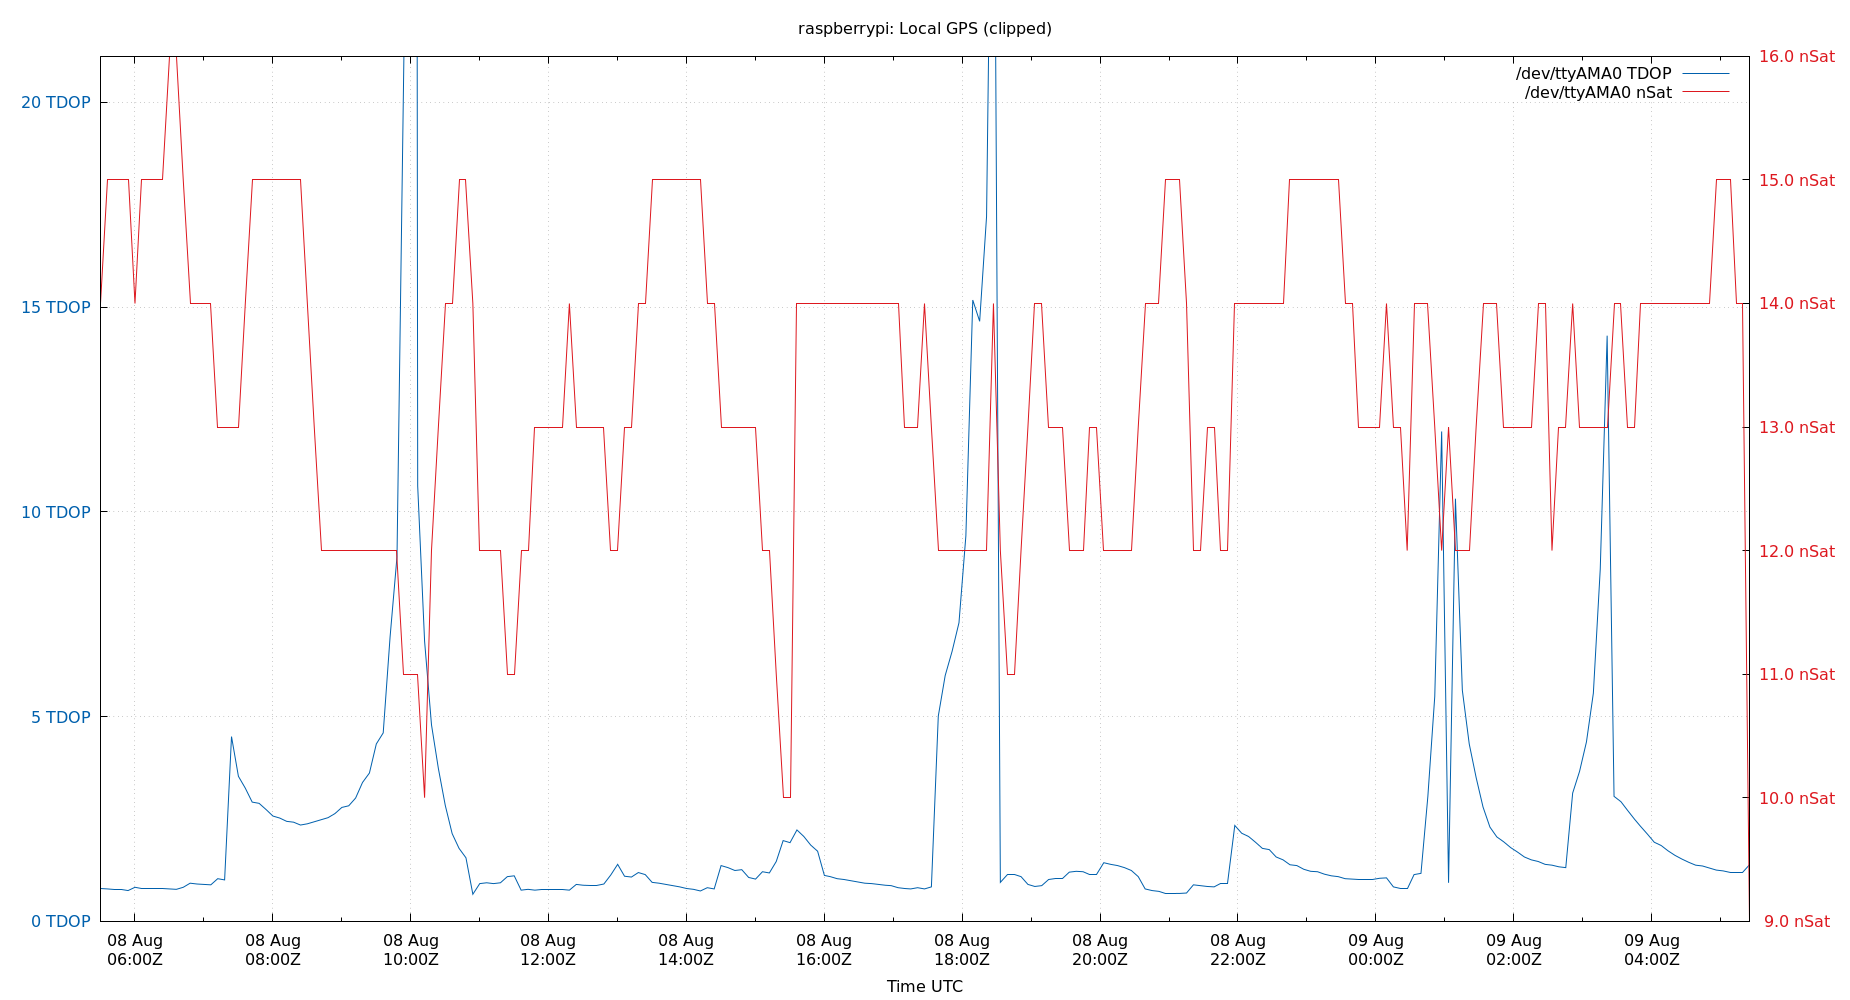 raspberrypi: Local GPS (clipped)
/dev/ttyAMA0 TDOP
/dev/ttyAMA0 nSat
20 TDOP
15 TDOP
10 TDOP
5 TDOP
0 TDOP
16.0 nSat
15.0 nSat
14.0 nSat
13.0 nSat
12.0 nSat
11.0 nSat
10.0 nSat
9.0 nSat
08 Aug
06:00Z
08 Aug
08:00Z
08 Aug
10:00Z
08 Aug
12:00Z
08 Aug
14:00Z
08 Aug
16:00Z
08 Aug
18:00Z
08 Aug
20:00Z
08 Aug
22:00Z
09 Aug
00:00Z
09 Aug
02:00Z
09 Aug
04:00Z
Time UTC